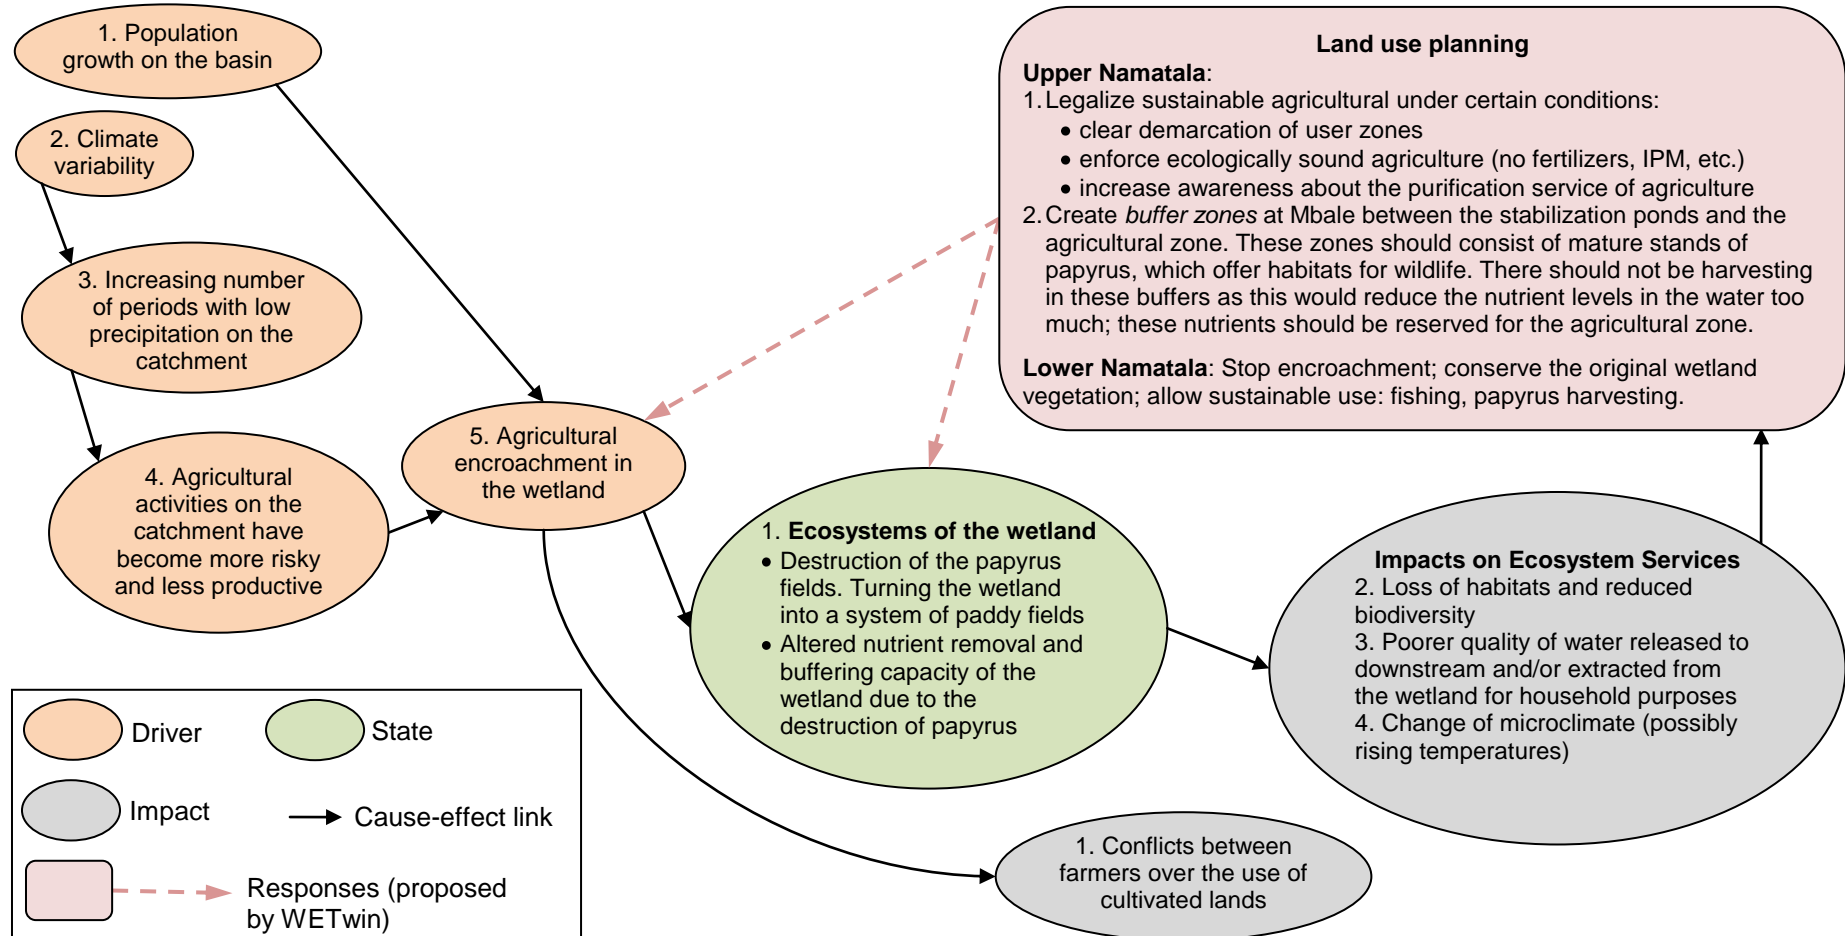 1. Population
growth on the basin
2. Climate
variability
3. Increasing number
of periods with low
precipitation on the
catchment
4. Agricultural
activities on the
catchment have
become more risky
and less productive
5. Agricultural
encroachment in
the wetland
Land use planning
Upper Namatala:
1. Legalize sustainable agricultural under certain conditions:
• clear demarcation of user zones
• enforce ecologically sound agriculture (no fertilizers, IPM, etc.)
• increase awareness about the purification service of agriculture
2. Create buffer zones at Mbale between the stabilization ponds and the
agricultural zone. These zones should consist of mature stands of
papyrus, which offer habitats for wildlife. There should not be harvesting
in these buffers as this would reduce the nutrient levels in the water too
much; these nutrients should be reserved for the agricultural zone.
Lower Namatala: Stop encroachment; conserve the original wetland
vegetation; allow sustainable use: fishing, papyrus harvesting.
1. Ecosystems of the wetland
• Destruction of the papyrus
fields. Turning the wetland
into a system of paddy fields
• Altered nutrient removal and
buffering capacity of the
wetland due to the
destruction of papyrus
Impacts on Ecosystem Services
2. Loss of habitats and reduced
biodiversity
3. Poorer quality of water released to
downstream and/or extracted from
the wetland for household purposes
4. Change of microclimate (possibly
rising temperatures)
1. Conflicts between
farmers over the use of
cultivated lands
Driver
State
Impact
Cause-effect link
Responses (proposed
by WETwin)